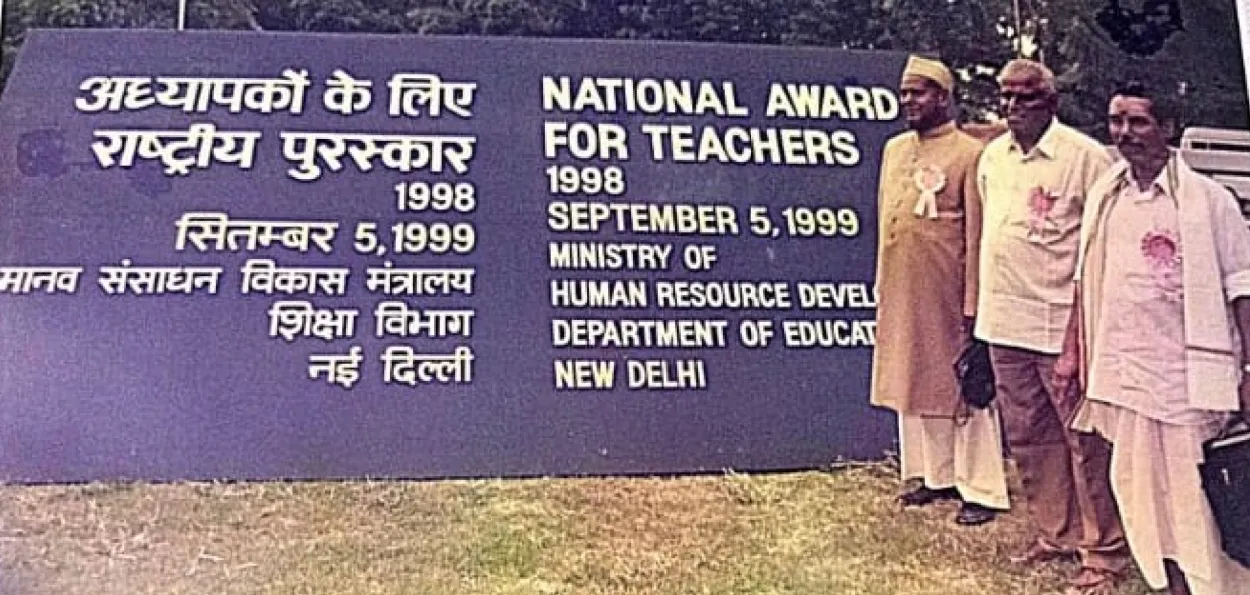 अध्यापकों के लिए
राष्ट्रीय पुरस्कार
1998
सितम्बर 5,1999
मानव संसाधन विकास मंत्रालय
शिक्षा विभाग
नई दिल्ली
NATIONAL AWARD
FOR TEACHERS
1998
SEPTEMBER 5,1999
MINISTRY OF
HUMAN RESOURCE DEVEL
DEPARTMENT OF EDUCAT
NEW DELHI